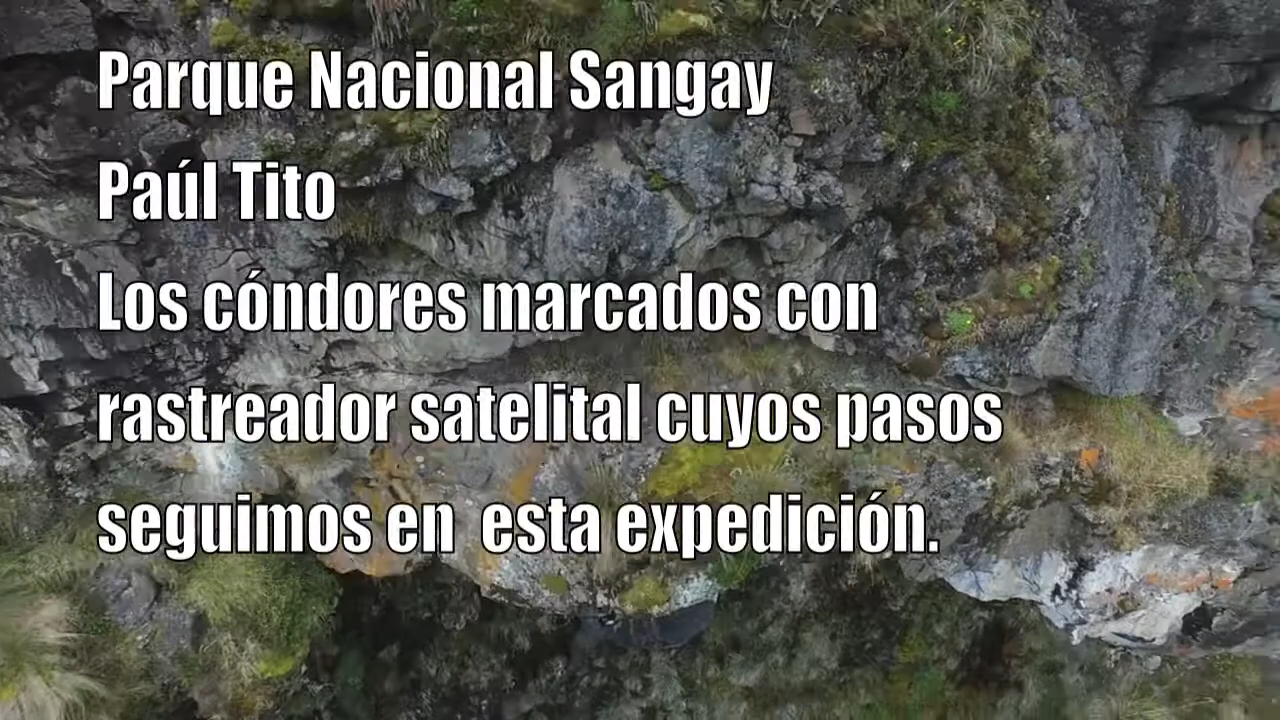 Parque Nacional Sangay
Paúl Tito
Los cóndores marcados con
rastreador satelital cuyos pasos
seguimos en  esta expedición.